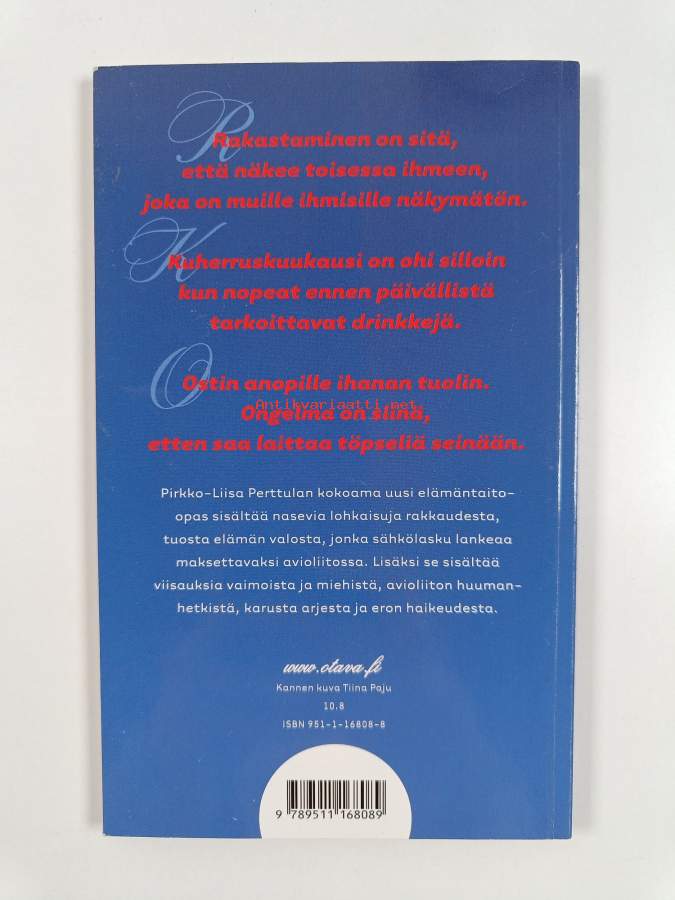 Rakastaminen on sitä,
että näkee toisessa ihmeen,
joka on muille ihmisille näkymätön.
Kuherruskuukausi on ohi silloin
kun nopeat ennen päivällistä
tarkoittavat drinkkejä.
Ostin anopille ihanan tuolin.
Antikvariaatti.net
Ongelma on siinä,
etten saa laittaa töpseliä seinään.
Pirkko-Liisa Perttulan kokoama uusi elämäntaito-
opas sisältää nasevia lohkaisuja rakkaudesta,
tuosta elämän valosta, jonka sähkölasku lankeaa
maksettavaksi avioliitossa. Lisäksi se sisältää
viisauksia vaimoista ja miehistä, avioliiton huuman-
hetkistä, karusta arjesta ja eron haikeudesta.
www.otava.fi
Kannen kuva Tiina Paju
10.8
ISBN 951-1-16808-8
9 789511 168089